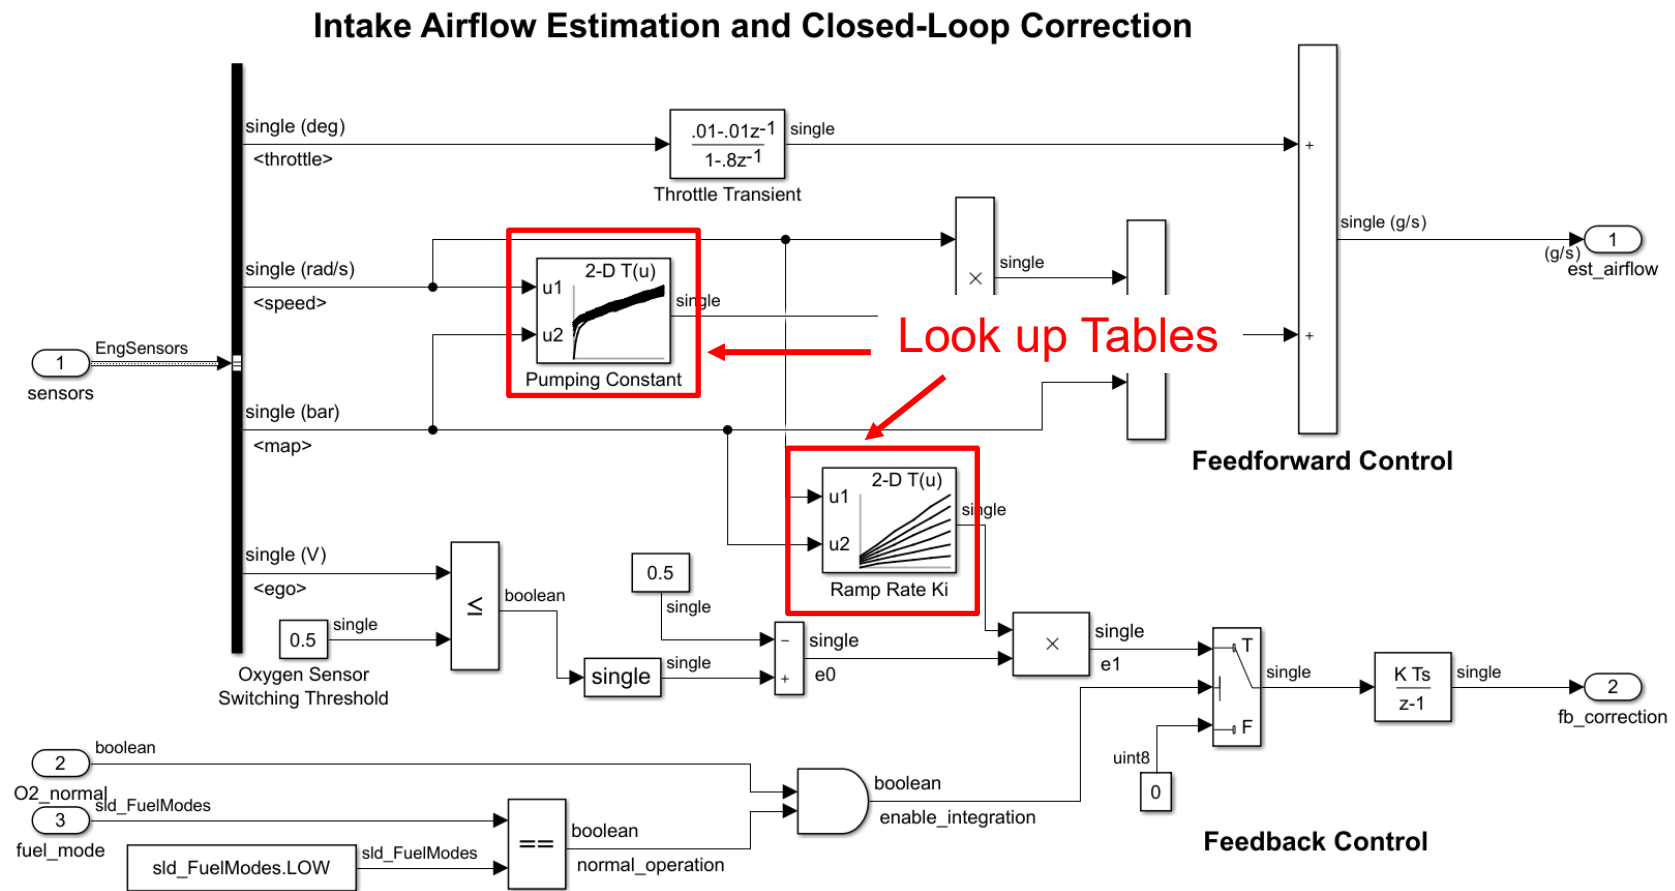 Intake Airflow Estimation and Closed-Loop Correction
single (deg)
<throttle>
.01-.01z-1
1-.8z-1
single
Throttle Transient
+
single (rad/s)
<speed>
2-D T(u)
u1
u2
single
Pumping Constant
×
single
Look up Tables
+
single (g/s)
(g/s)
1
est_airflow
1
EngSensors
sensors
single (bar)
<map>
Feedforward Control
2-D T(u)
u1
u2
single
Ramp Rate Ki
single (V)
<ego>
0.5
single
Oxygen Sensor
Switching Threshold
≤
boolean
single
single
0.5
single
−
+
single
e0
×
single
e1
T
F
single
K Ts
z-1
single
2
fb_correction
uint8
0
2
boolean
O2_normal
3
sld_FuelModes
fuel_mode
sld_FuelModes.LOW
sld_FuelModes
==
boolean
normal_operation
boolean
enable_integration
Feedback Control